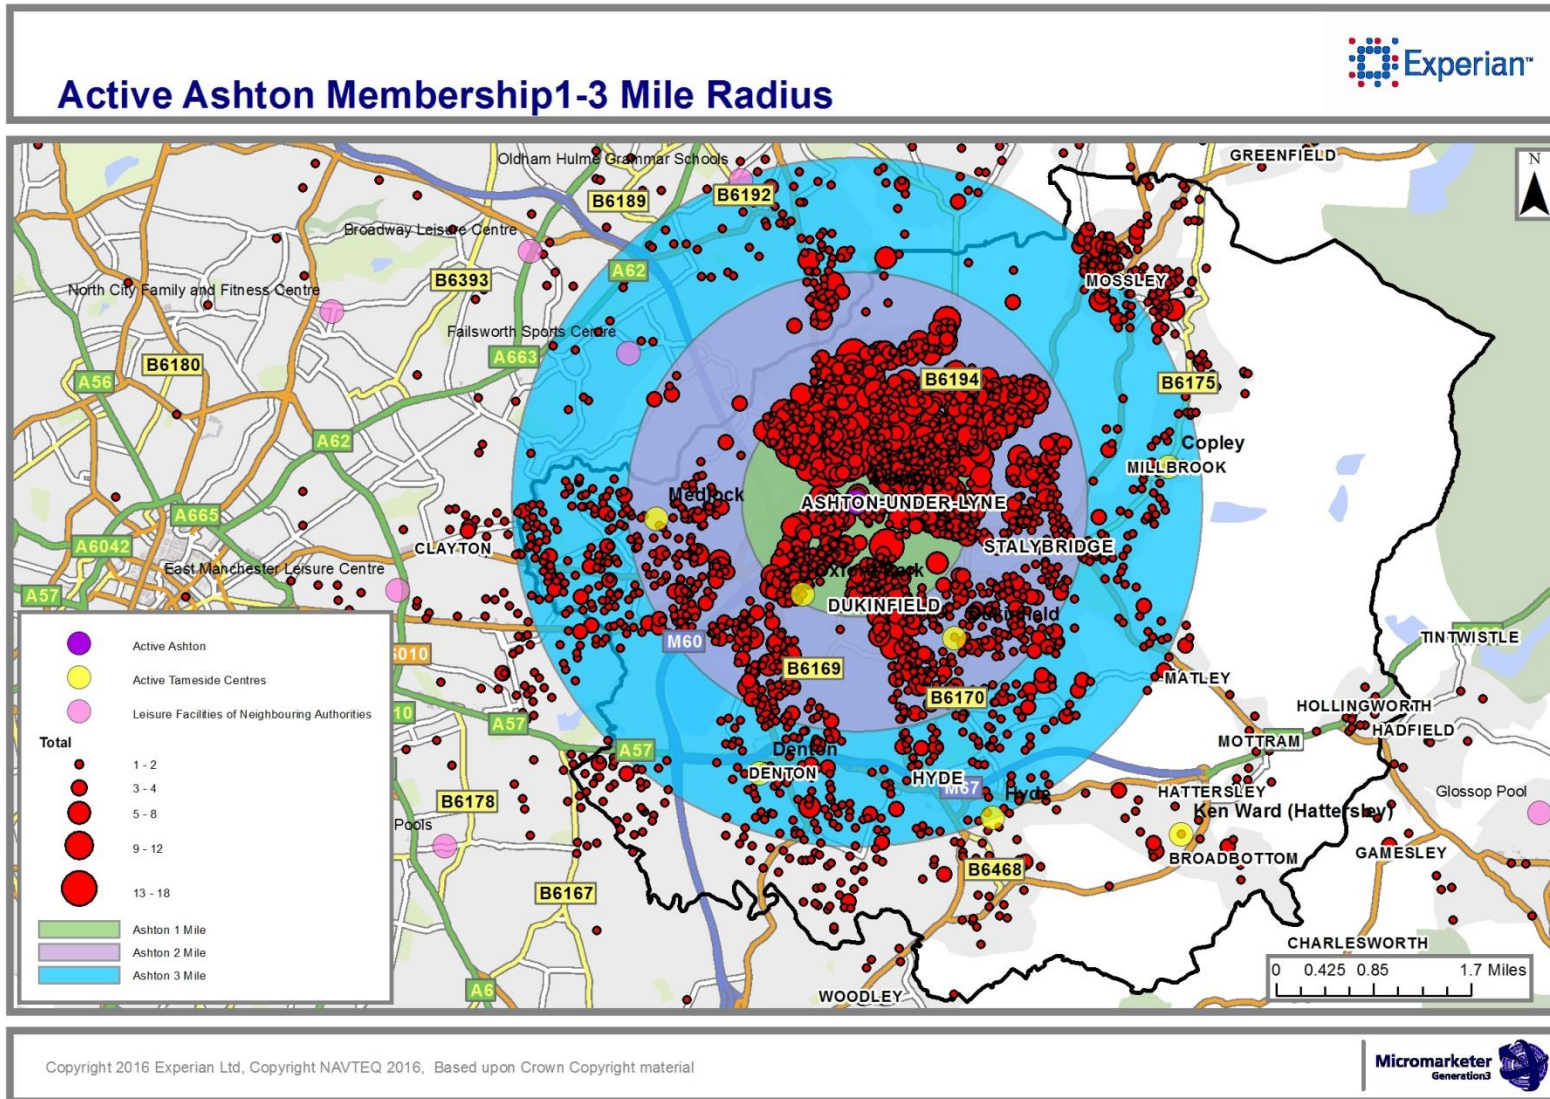 Active Ashton Membership1-3 Mile Radius
Experian™
N
GREENFIELD
Oldham Hulme Grammar Schools
B6192
B6189
Broadway Leisure Centre
A62
B6393
MOSSLEY
North City Family and Fitness Centre
Failsworth Sports Centre
A663
B6180
A56
B6194
B6175
A62
Copley
MILLBROOK
Medlock
ASHTON-UNDER-LYNE
A665
A6042
CLAYTON
STALYBRIDGE
East Manchester Leisure Centre
Oxford Park
A57
DUKINFIELD
Dukinfield
TINTWISTLE
M60
B6169
MATLEY
B6170
HOLLINGWORTH
A57
HADFIELD
MOTTRAM
A57
Denton
DENTON
HYDE
M67
Hyde
HATTERSLEY
Glossop Pool
B6178
Ken Ward (Hattersley)
Pools
BROADBOTTOM
GAMESLEY
B6468
B6167
CHARLESWORTH
A6
WOODLEY
Active Ashton
Active Tameside Centres
Leisure Facilities of Neighbouring Authorities
Total
1 - 2
3 - 4
5 - 8
9 - 12
13 - 18
Ashton 1 Mile
Ashton 2 Mile
Ashton 3 Mile
0 0.425 0.85 1.7 Miles
Copyright 2016 Experian Ltd, Copyright NAVTEQ 2016, Based upon Crown Copyright material
Micromarketer
Generation3